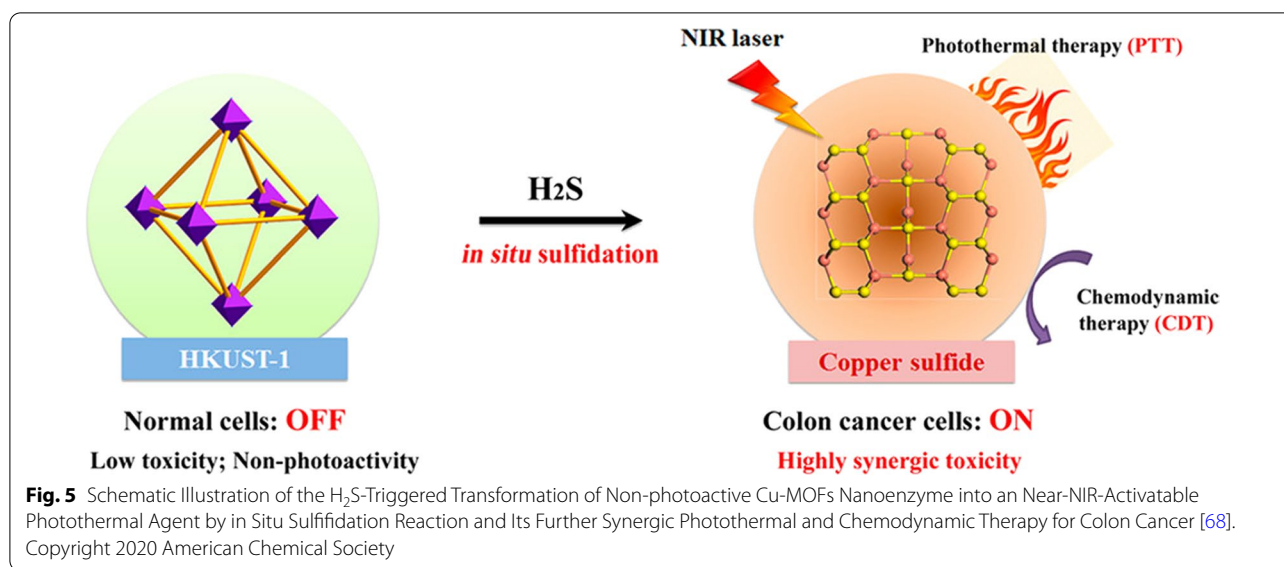 NIR laser
Photothermal therapy (PTT)
H2S
in situ sulfidation
Chemodynamic
therapy (CDT)
HKUST-1
Copper sulfide
Normal cells: OFF
Colon cancer cells: ON
Low toxicity; Non-photoactivity
Highly synergic toxicity
Fig. 5 Schematic Illustration of the H₂S-Triggered Transformation of Non-photoactive Cu-MOFs Nanoenzyme into an Near-NIR-Activatable
Photothermal Agent by in Situ Sulfifidation Reaction and Its Further Synergic Photothermal and Chemodynamic Therapy for Colon Cancer [68].
Copyright 2020 American Chemical Society